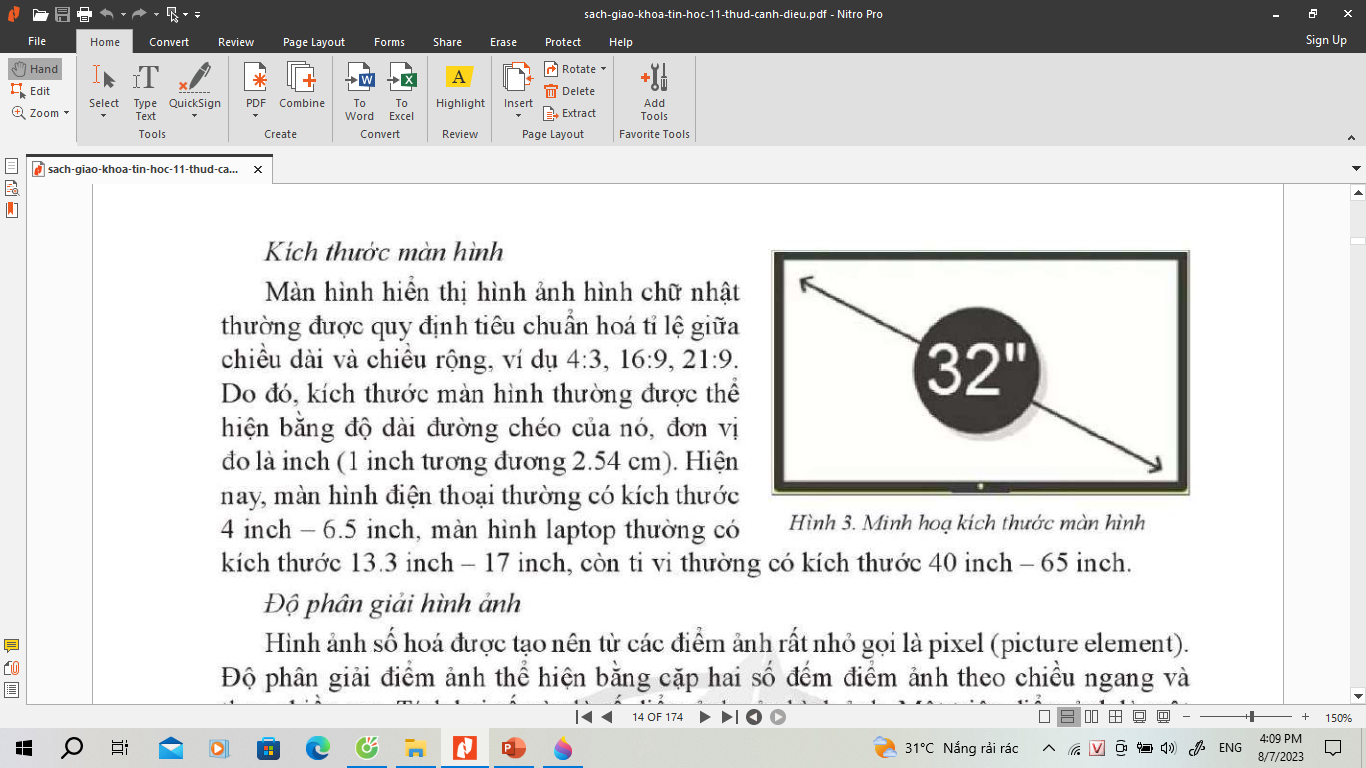 sach-giao-khoa-tin-hoc-11-thud-canh-dieu.pdf - Nitro Pro
File Home Convert Review Page Layout Forms Share Erase Protect Help Sign Up
Hand
Edit
Zoom
Select
Type Text
QuickSign
Tools
PDF
Combine
Create
To Word
To Excel
Convert
A
Highlight
Review
Insert
Rotate
Delete
Extract
Page Layout
Add Tools
Favorite Tools
sach-giao-khoa-tin-hoc-11-thud-ca...
Kích thước màn hình
Màn hình hiển thị hình ảnh hình chữ nhật
thường được quy định tiêu chuẩn hoá tỉ lệ giữa
chiều dài và chiều rộng, ví dụ 4:3, 16:9, 21:9.
Do đó, kích thước màn hình thường được thể
hiện bằng độ dài đường chéo của nó, đơn vị
đo là inch (1 inch tương đương 2.54 cm). Hiện
nay, màn hình điện thoại thường có kích thước
4 inch – 6.5 inch, màn hình laptop thường có
kích thước 13.3 inch – 17 inch, còn ti vi thường có kích thước 40 inch – 65 inch.
32"
Hình 3. Minh hoạ kích thước màn hình
Độ phân giải hình ảnh
Hình ảnh số hoá được tạo nên từ các điểm ảnh rất nhỏ gọi là pixel (picture element).
Độ phân giải điểm ảnh thể hiện bằng cặp hai số đếm điểm ảnh theo chiều ngang và
14 OF 174
150%
31°C Nắng rải rác
V
ENG
4:09 PM
8/7/2023